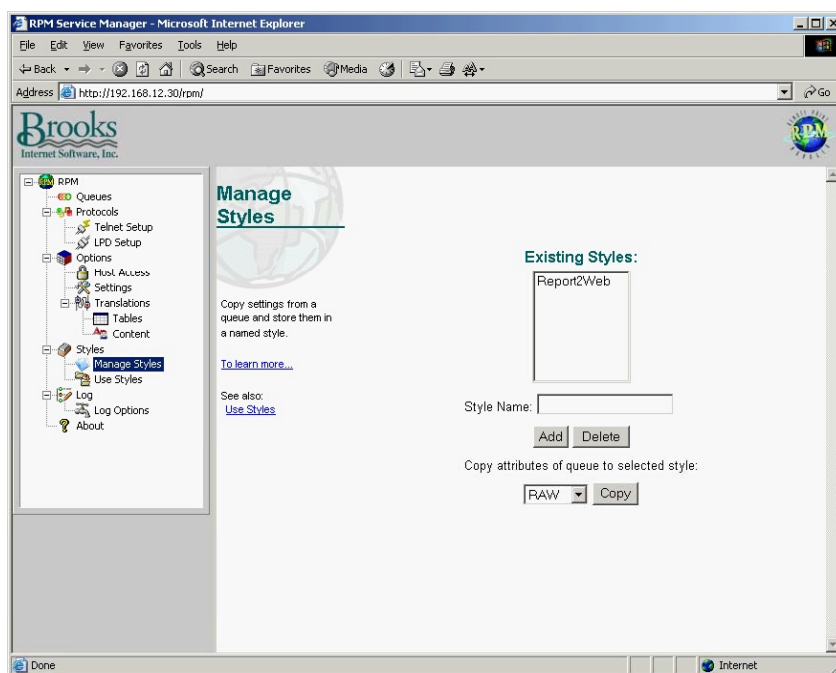 RPM Service Manager - Microsoft Internet Explorer
File Edit View Favorites Tools Help
Back Search Favorites Media
Address http://192.168.12.30/rpm/ Go
Brooks
Internet Software, Inc.
RPM
RPM
Queues
Protocols
Telnet Setup
LPD Setup
Options
Host Access
Settings
Translations
Tables
Content
Styles
Manage Styles
Use Styles
Log
Log Options
About
Manage
Styles
Copy settings from a
queue and store them in
a named style.
To learn more...
See also:
Use Styles
Existing Styles:
Report2Web
Style Name:
Add Delete
Copy attributes of queue to selected style:
RAW Copy
Done Internet